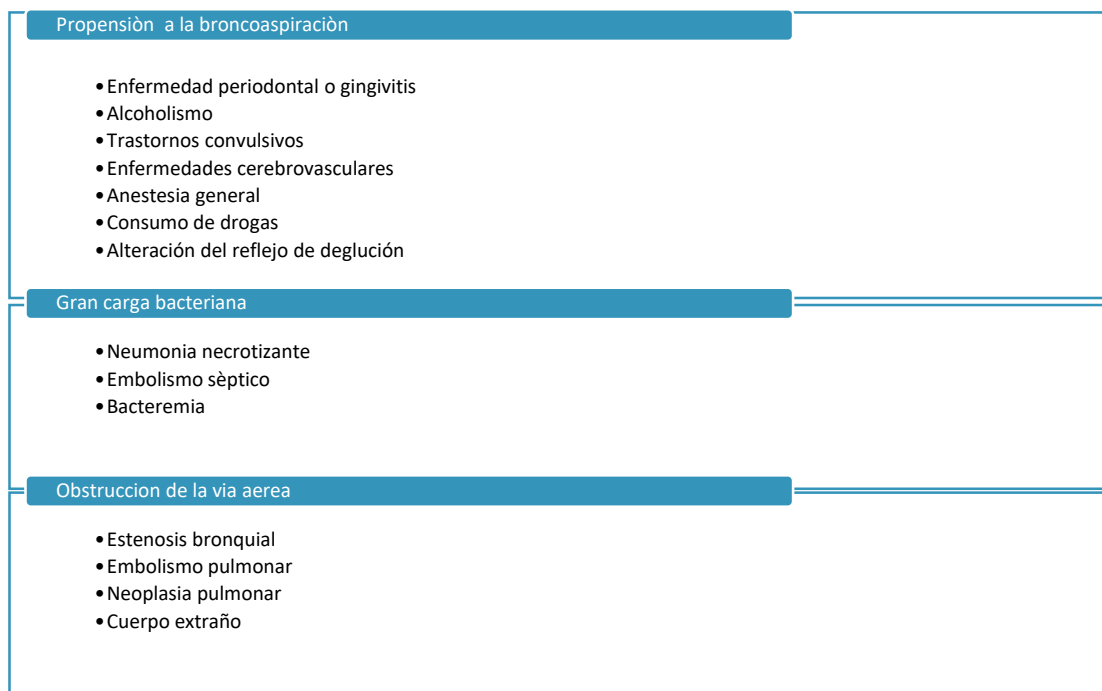 Propensiòn  a la broncoaspiraciòn
•Enfermedad periodontal o gingivitis
•Alcoholismo
•Trastornos convulsivos
•Enfermedades cerebrovasculares
•Anestesia general
•Consumo de drogas
•Alteración del reflejo de deglución
Gran carga bacteriana
•Neumonia necrotizante
•Embolismo sèptico
•Bacteremia
Obstruccion de la via aerea
•Estenosis bronquial
•Embolismo pulmonar
•Neoplasia pulmonar
•Cuerpo extraño